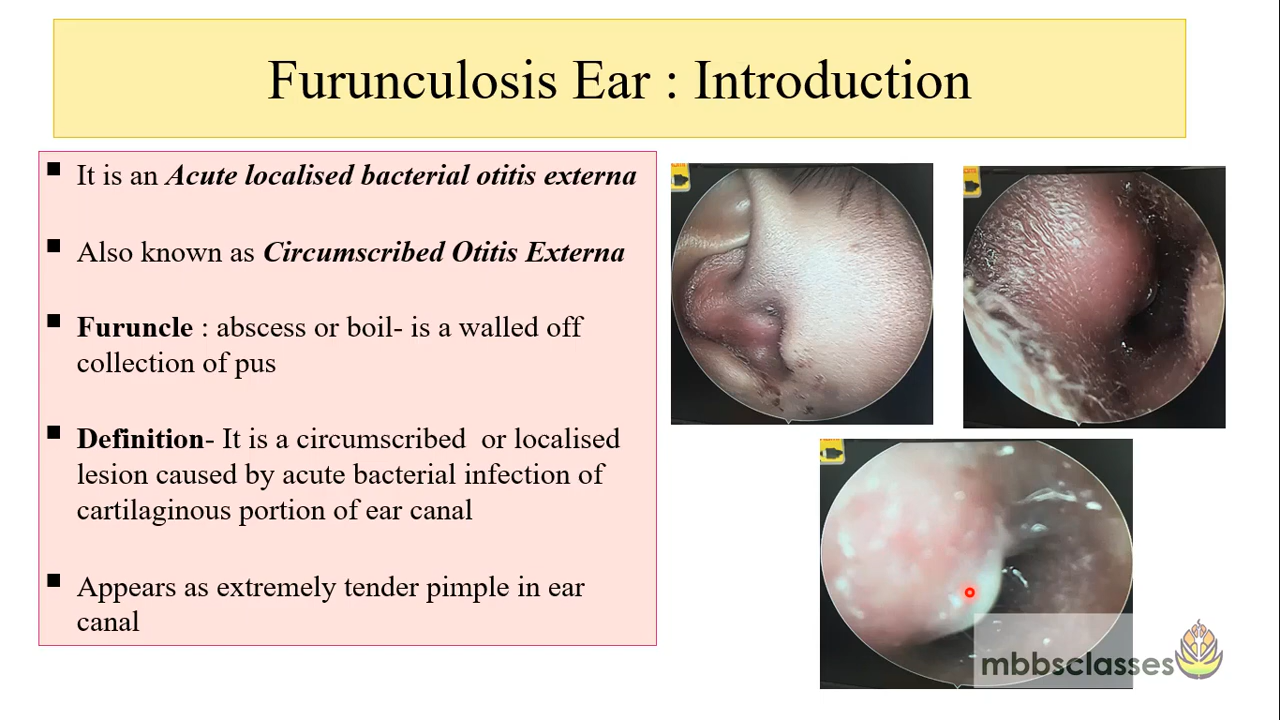 Furunculosis Ear : Introduction
It is an Acute localised bacterial otitis externa
Also known as Circumscribed Otitis Externa
Furuncle : abscess or boil- is a walled off
collection of pus
Definition- It is a circumscribed or localised
lesion caused by acute bacterial infection of
cartilaginous portion of ear canal
Appears as extremely tender pimple in ear
canal
mbbsclasses